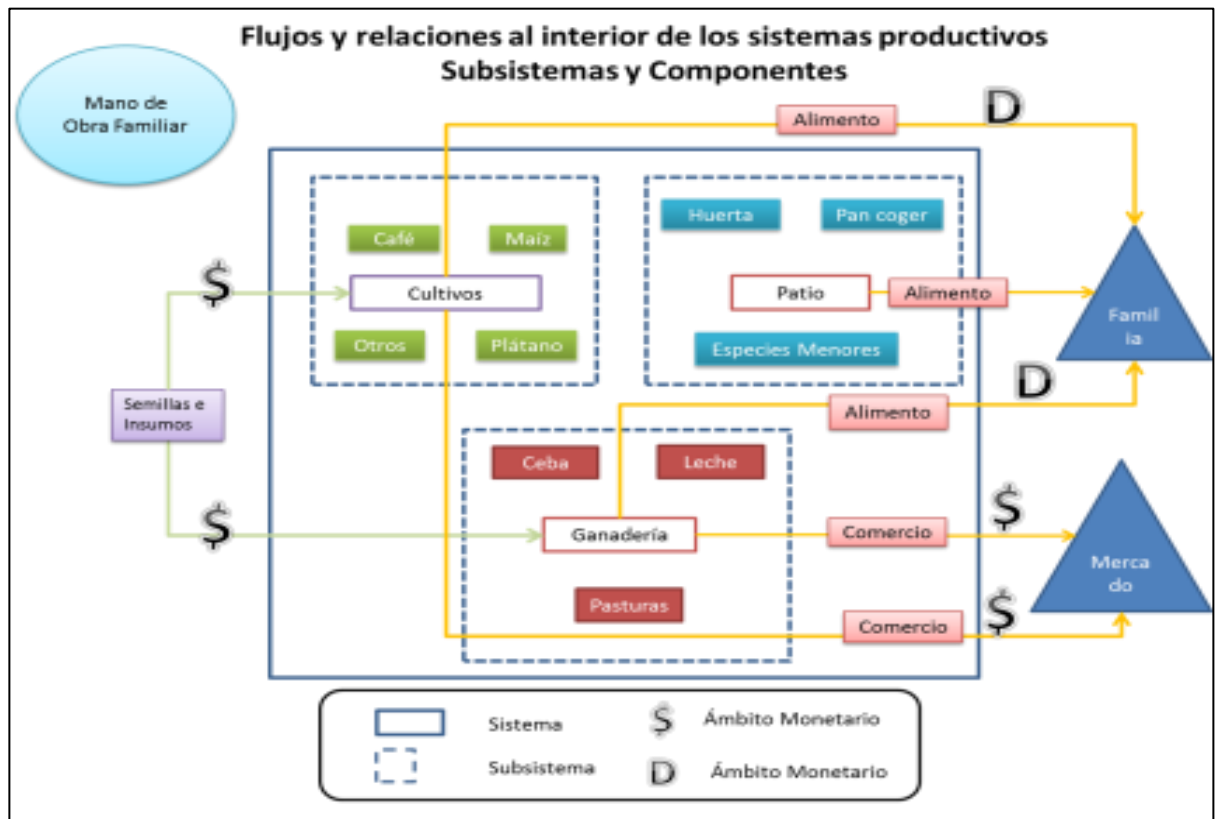 Flujos y relaciones al interior de los sistemas productivos
Subsistemas y Componentes
Mano de
Obra Familiar
Alimento
D
Huerta
Pan coger
Café
Maíz
$
Cultivos
Patio
Alimento
Famil
ia
Otros
Plátano
Especies Menores
D
Semillas e
Insumos
Alimento
Ceba
Leche
$
$
Ganadería
Comercio
Merca
do
Pasturas
$
Comercio
Sistema
$ Ámbito Monetario
Subsistema
D Ámbito Monetario